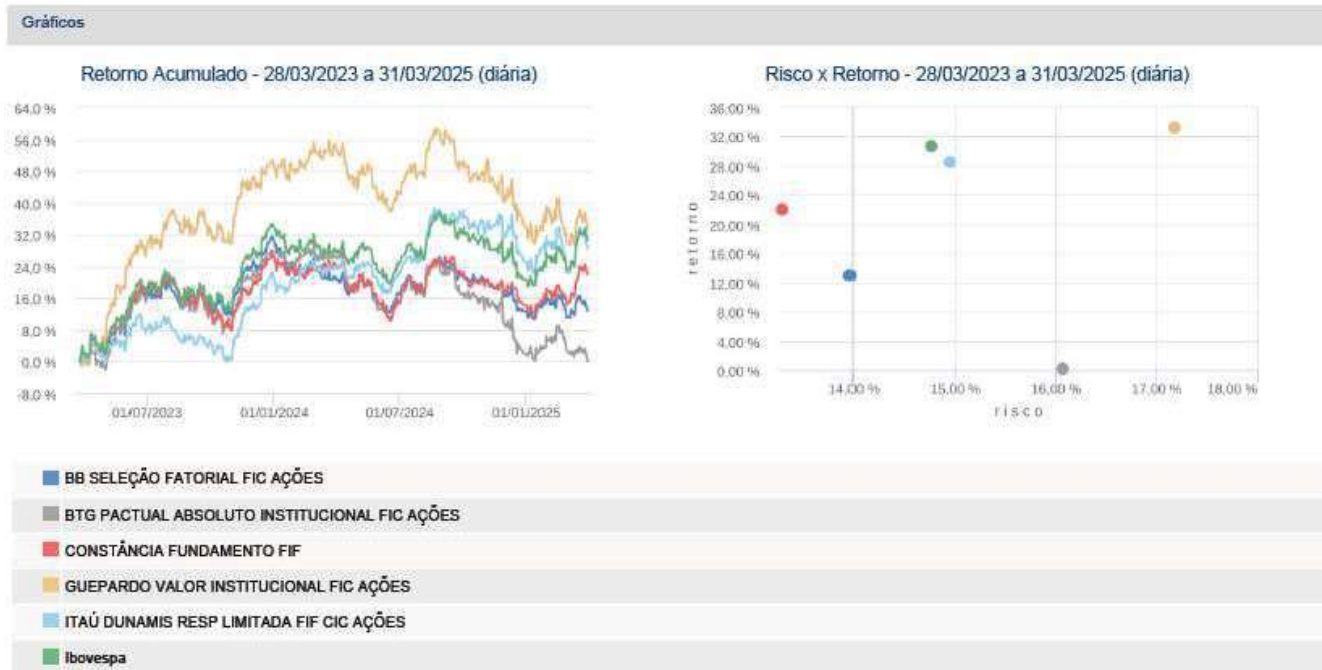 Gráficos
Retorno Acumulado - 28/03/2023 a 31/03/2025 (diária)
64,0 %
56,0 %
48,0 %
40,0 %
32,0 %
24,0 %
16,0 %
8,0 %
0,0 %
-8,0 %
01/07/2023
01/01/2024
01/07/2024
01/01/2025
Risco x Retorno - 28/03/2023 a 31/03/2025 (diária)
retorno
36,00 %
32,00 %
28,00 %
24,00 %
20,00 %
16,00 %
12,00 %
8,00 %
4,00 %
0,00 %
14,00 %
15,00 %
16,00 %
17,00 %
18,00 %
risco
BB SELEÇÃO FATORIAL FIC AÇÕES
BTG PACTUAL ABSOLUTO INSTITUCIONAL FIC AÇÕES
CONSTÂNCIA FUNDAMENTO FIF
GUEPARDO VALOR INSTITUCIONAL FIC AÇÕES
ITAÚ DUNAMIS RESP LIMITADA FIF CIC AÇÕES
Ibovespa